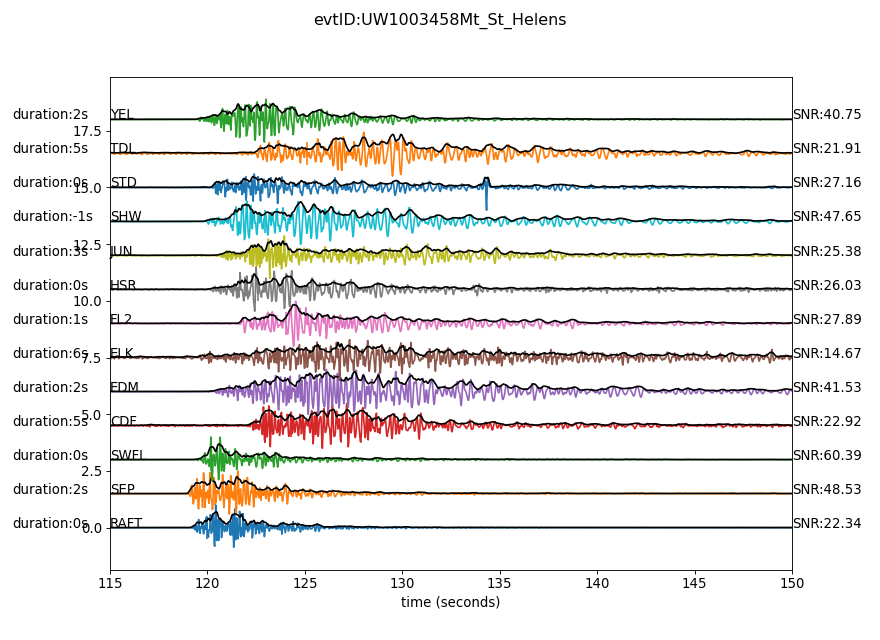 evtID:UW1003458Mt_St_Helens
duration:2s YEL SNR:40.75
17.5
duration:5s TDL SNR:21.91
duration:0s STD SNR:27.16
15.0
duration:-1s SHW SNR:47.65
12.5
duration:3s JUN SNR:25.38
duration:0s HSR SNR:26.03
10.0
duration:1s FL2 SNR:27.89
duration:6s ELK SNR:14.67
7.5
duration:2s EDM SNR:41.53
5.0
duration:5s CDF SNR:22.92
duration:0s SWFL SNR:60.39
2.5
duration:2s SEP SNR:48.53
duration:0s RAFT SNR:22.34
0.0
115 120 125 130 135 140 145 150
time (seconds)